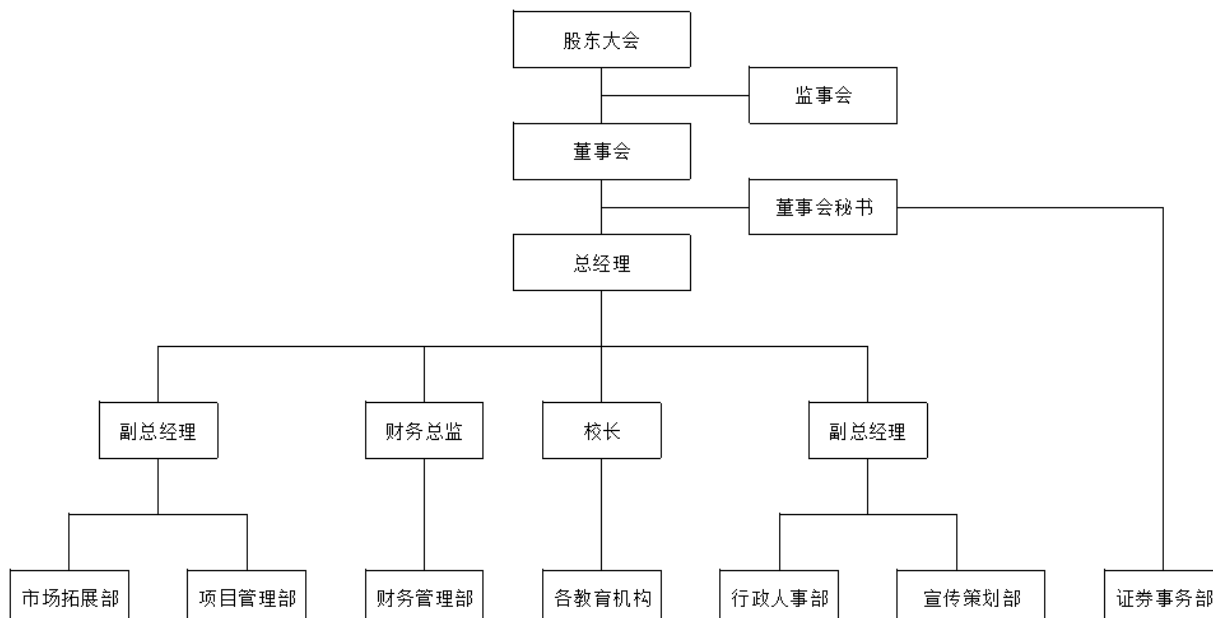 股东大会
监事会
董事会
董事会秘书
总经理
副总经理
财务总监
校长
副总经理
市场拓展部
项目管理部
财务管理部
各教育机构
行政人事部
宣传策划部
证券事务部